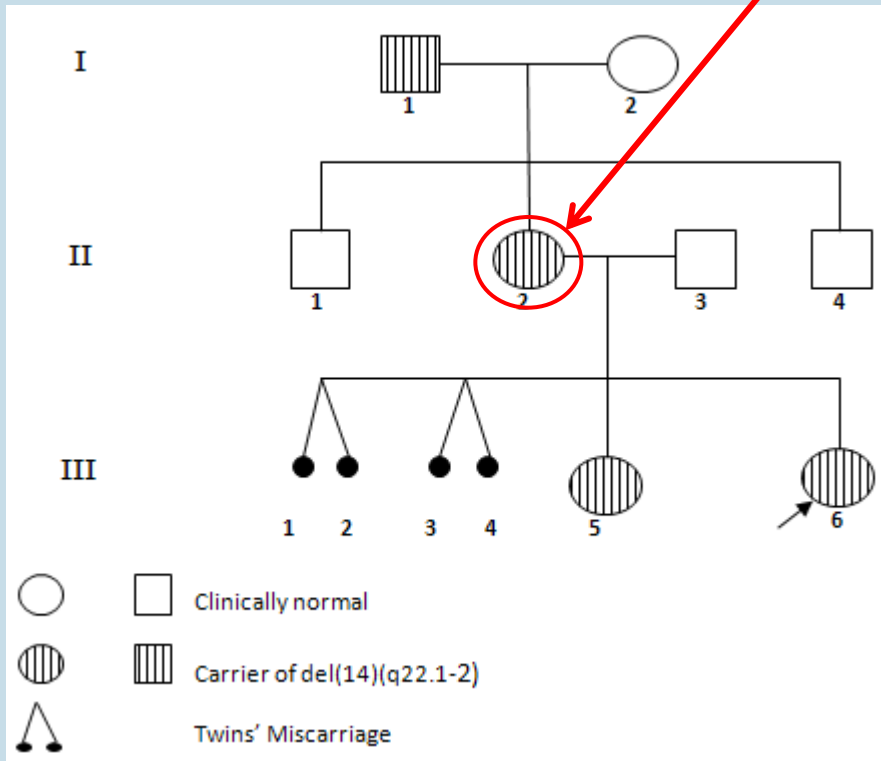 I
1 2
II
1 2 3 4
III
1 2 3 4 5 6
Clinically normal
Carrier of del(14)(q22.1-2)
Twins' Miscarriage